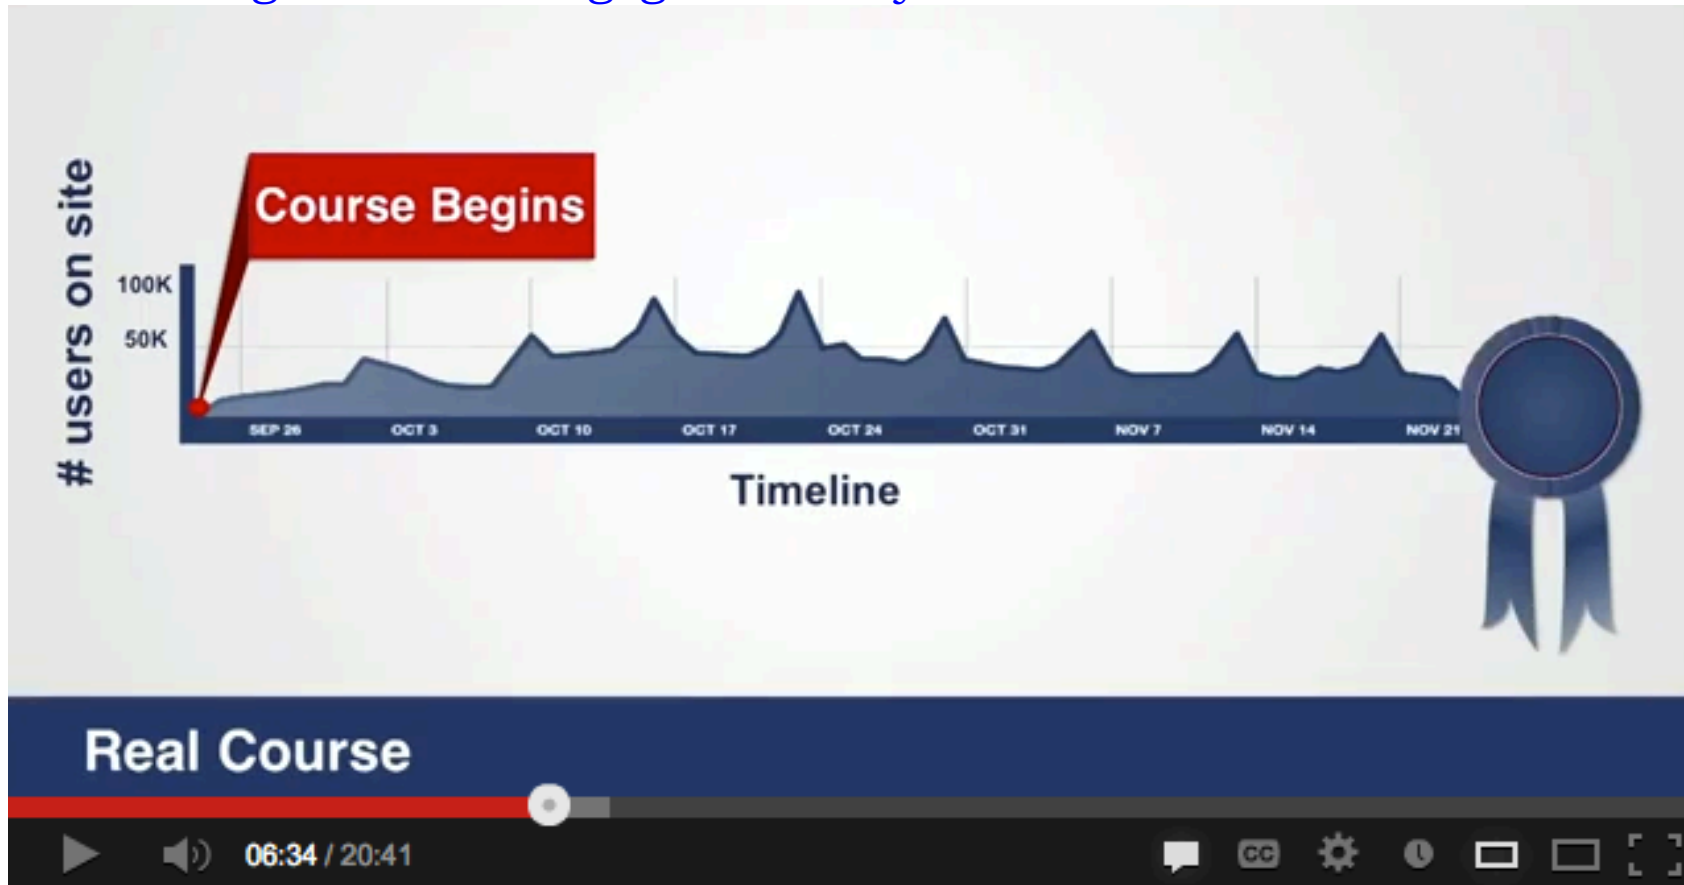 Course Begins
# users on site
100K
50K
SEP 26
OCT 3
OCT 10
OCT 17
OCT 24
OCT 31
NOV 7
NOV 14
NOV 21
Timeline
Real Course
06:34 / 20:41
CC